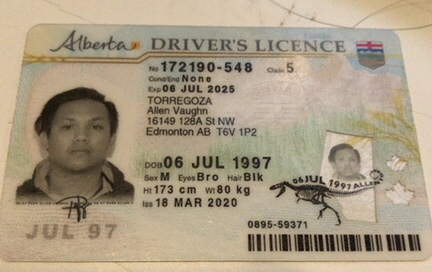 Alberta DRIVER'S LICENCE
No 172190-548 Class 5
Cond/End None
Exp 06 JUL 2025
TORREGOZA
Allen Vaughn
16149 128A St NW
Edmonton AB T6V 1P2
DOB 06 JUL 1997
Sex M Eyes Bro Hair Blk
Ht 173 cm Wt 80 kg
Iss 18 MAR 2020
JUL 97
06 JUL 1997 ALLEN
0895-59371